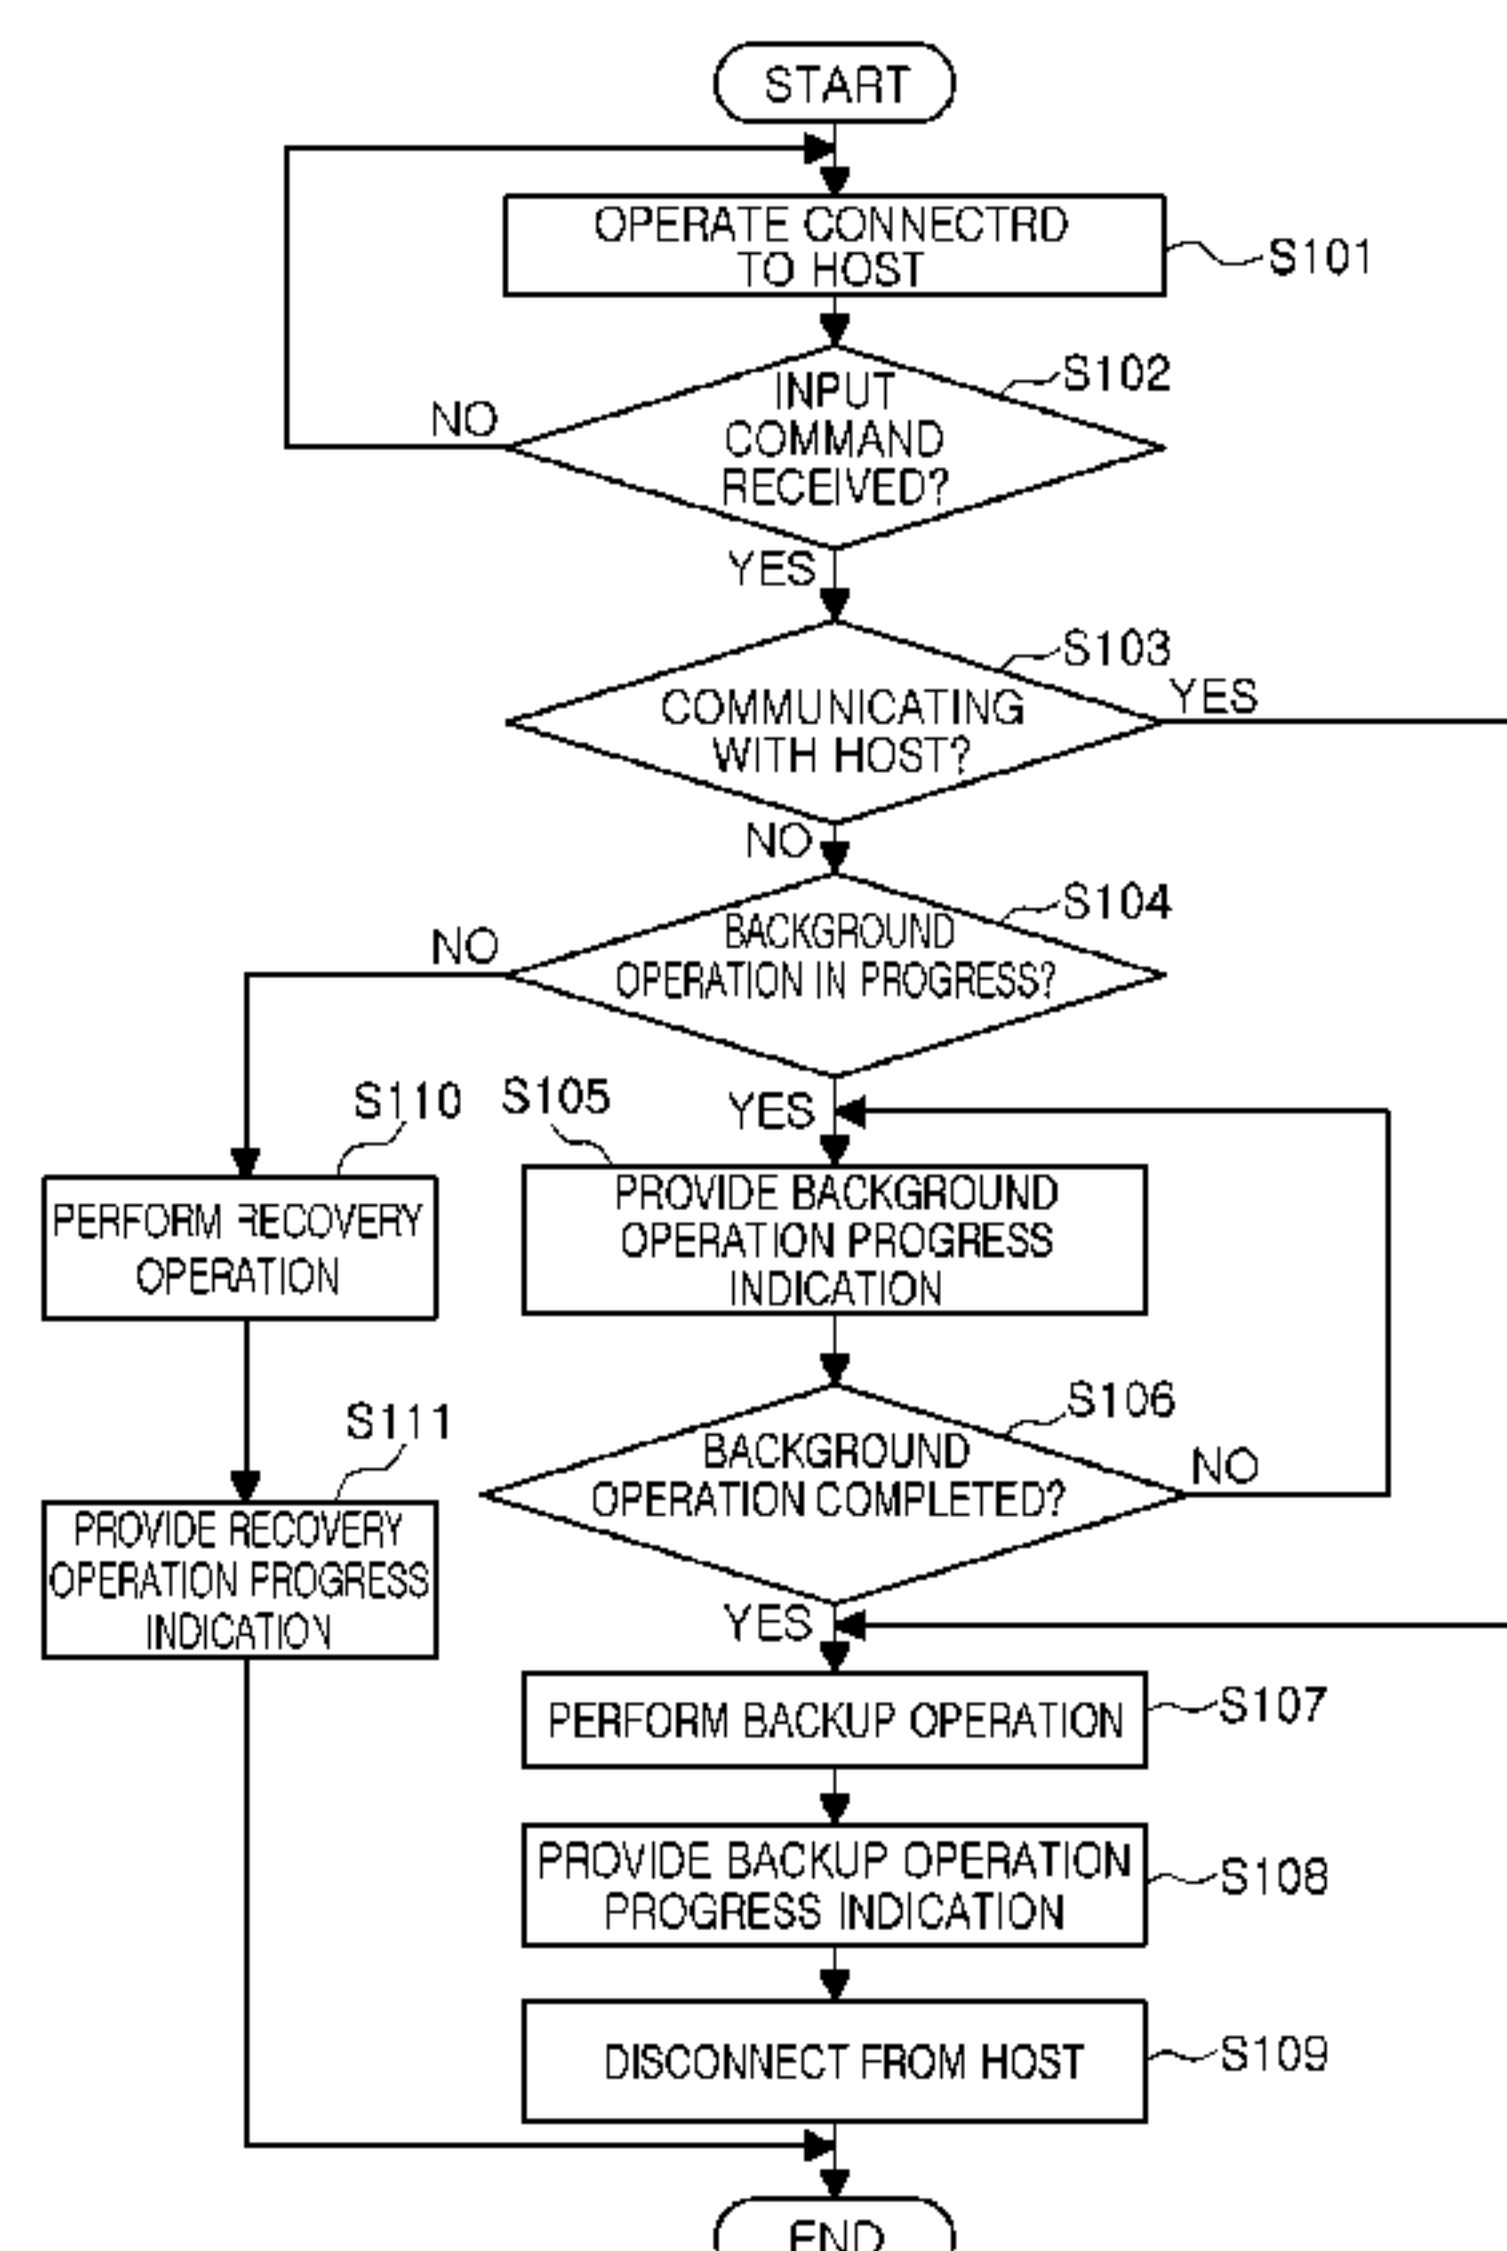 START
OPERATE CONNECTRD
TO HOST
S101
S102
INPUT
COMMAND
RECEIVED?
NO
YES
S103
COMMUNICATING
WITH HOST?
YES
NO
S104
BACKGROUND
OPERATION IN PROGRESS?
NO
YES
S110
S105
PERFORM RECOVERY
OPERATION
PROVIDE BACKGROUND
OPERATION PROGRESS
INDICATION
S111
S106
BACKGROUND
OPERATION COMPLETED?
NO
PROVIDE RECOVERY
OPERATION PROGRESS
INDICATION
YES
PERFORM BACKUP OPERATION
S107
PROVIDE BACKUP OPERATION
PROGRESS INDICATION
S108
DISCONNECT FROM HOST
S109
END